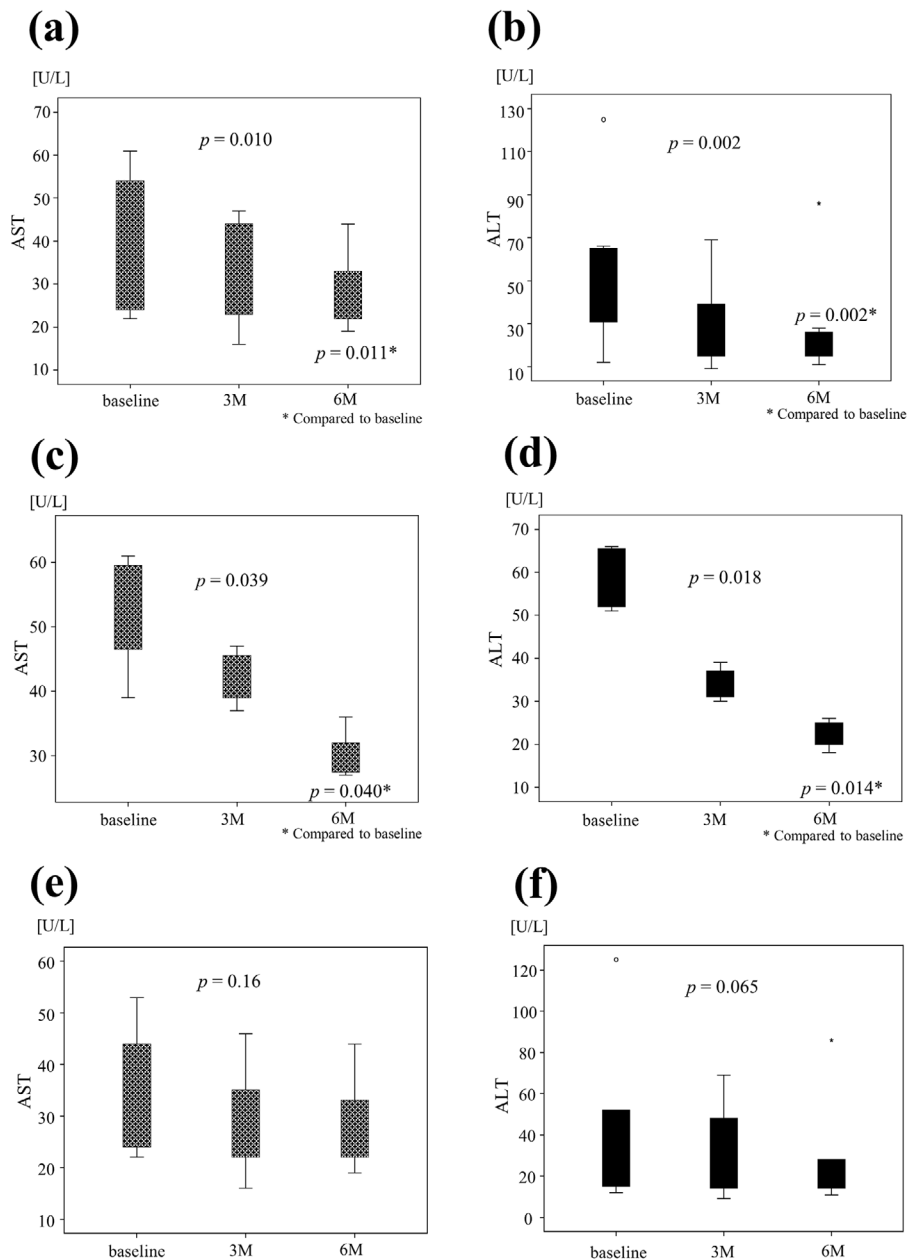 (a)
[U/L]
70
60
50
40
30
20
10
AST
p = 0.010
p = 0.011*
baseline 3M 6M
* Compared to baseline
(b)
[U/L]
130
110
90
70
50
30
10
ALT
p = 0.002
p = 0.002*
baseline 3M 6M
* Compared to baseline
(c)
[U/L]
60
50
40
30
AST
p = 0.039
p = 0.040*
baseline 3M 6M
* Compared to baseline
(d)
[U/L]
70
60
50
40
30
20
10
ALT
p = 0.018
p = 0.014*
baseline 3M 6M
* Compared to baseline
(e)
[U/L]
60
50
40
30
20
10
AST
p = 0.16
baseline 3M 6M
(f)
[U/L]
120
100
80
60
40
20
0
ALT
p = 0.065
baseline 3M 6M